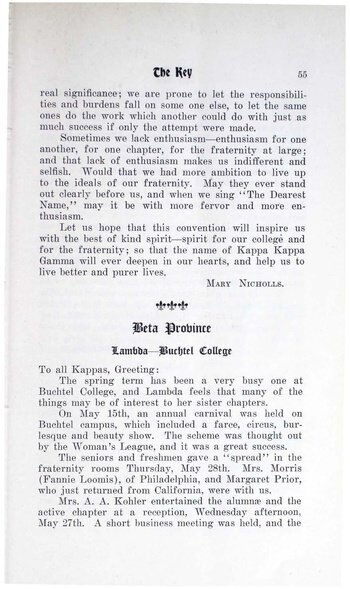 The Key 55
real significance; we are prone to let the responsibili-
ties and burdens fall on some one else, to let the same
ones do the work which another could do with just as
much success if only the attempt were made.
Sometimes we lack enthusiasm—enthusiasm for one
another, for one chapter, for the fraternity at large;
and that lack of enthusiasm makes us indifferent and
selfish. Would that we had more ambition to live up
to the ideals of our fraternity. May they ever stand
out clearly before us, and when we sing "The Dearest
Name," may it be with more fervor and more en-
thusiasm.
Let us hope that this convention will inspire us
with the best of kind spirit—spirit for our college and
for the fraternity; so that the name of Kappa Kappa
Gamma will ever deepen in our hearts, and help us to
live better and purer lives.
Mary Nicholls.
Beta Province
Lambda—Buchtel College
To all Kappas, Greeting:
The spring term has been a very busy one at
Buchtel College, and Lambda feels that many of the
things may be of interest to her sister chapters.
On May 15th, an annual carnival was held on
Buchtel campus, which included a farce, circus, bur-
lesque and beauty show. The scheme was thought out
by the Woman's League, and it was a great success.
The seniors and freshmen gave a "spread" in the
fraternity rooms Thursday, May 28th. Mrs. Morris
(Fannie Loomis), of Philadelphia, and Margaret Prior,
who just returned from California, were with us.
Mrs. A. A. Kohler entertained the alumnæ and the
active chapter at a reception, Wednesday afternoon,
May 27th. A short business meeting was held, and the